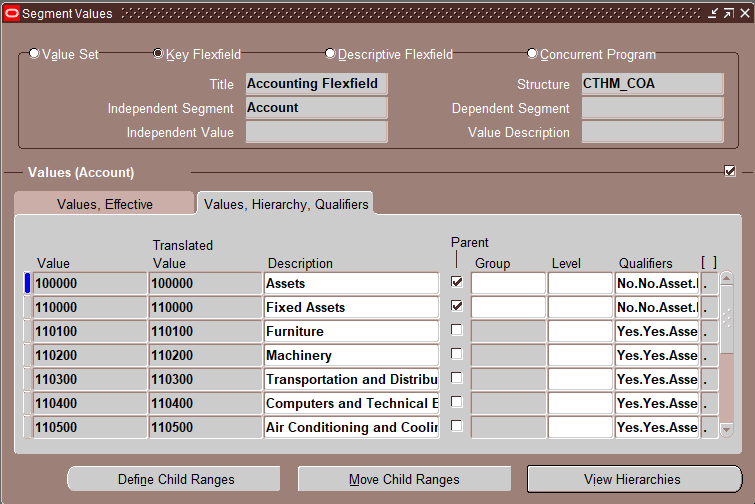 Segment Values
Value Set Key Flexfield Descriptive Flexfield Concurrent Program
Title Accounting Flexfield Structure CTHM_COA
Independent Segment Account Dependent Segment
Independent Value Value Description
Values (Account)
Values, Effective Values, Hierarchy, Qualifiers
Translated Parent
Value Value Description Group Level Qualifiers [ ]
100000 100000 Assets No.No.Asset. .
110000 110000 Fixed Assets No.No.Asset. .
110100 110100 Furniture Yes.Yes.Asse .
110200 110200 Machinery Yes.Yes.Asse .
110300 110300 Transportation and Distribu Yes.Yes.Asse .
110400 110400 Computers and Technical E Yes.Yes.Asse .
110500 110500 Air Conditioning and Coolin Yes.Yes.Asse .
Define Child Ranges Move Child Ranges View Hierarchies